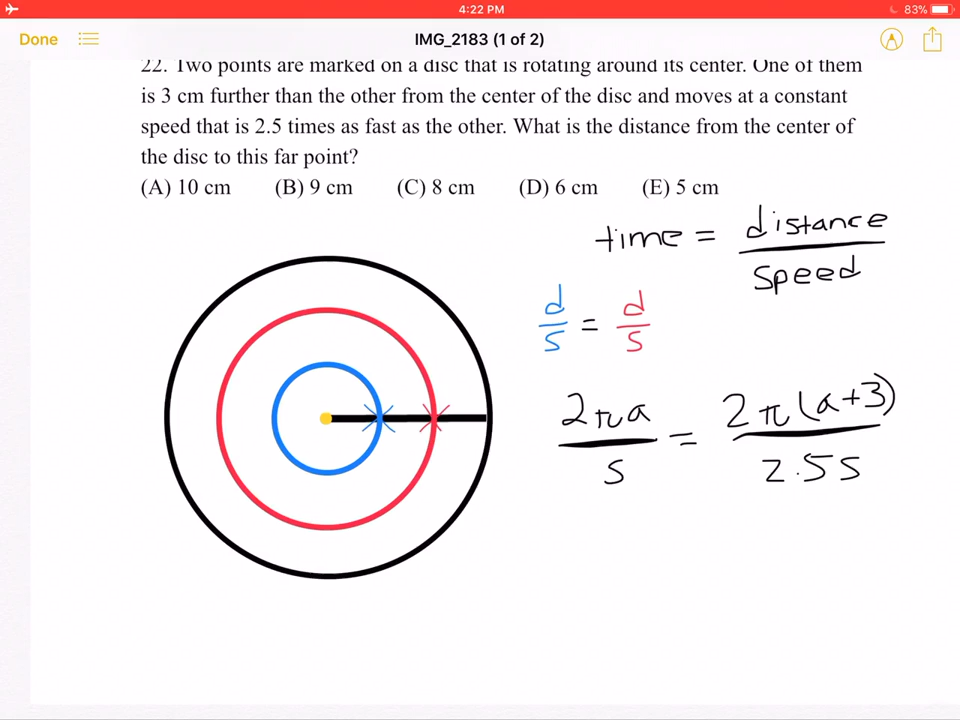 4:22 PM
83%
Done
IMG_2183 (1 of 2)
22. Two points are marked on a disc that is rotating around its center. One of them
is 3 cm further than the other from the center of the disc and moves at a constant
speed that is 2.5 times as fast as the other. What is the distance from the center of
the disc to this far point?
(A) 10 cm (B) 9 cm (C) 8 cm (D) 6 cm (E) 5 cm
time = distance / speed
d/s = d/s
2πa/s = 2π(a+3)/2.5s